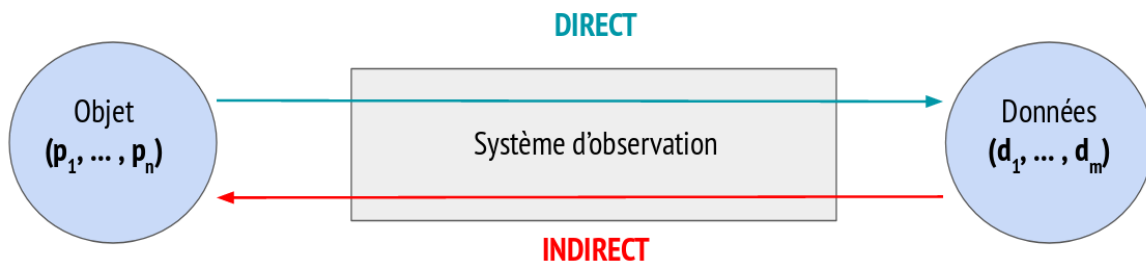 DIRECT
Objet
(p1, ... , pn)
Système d'observation
Données
(d1, ... , dm)
INDIRECT